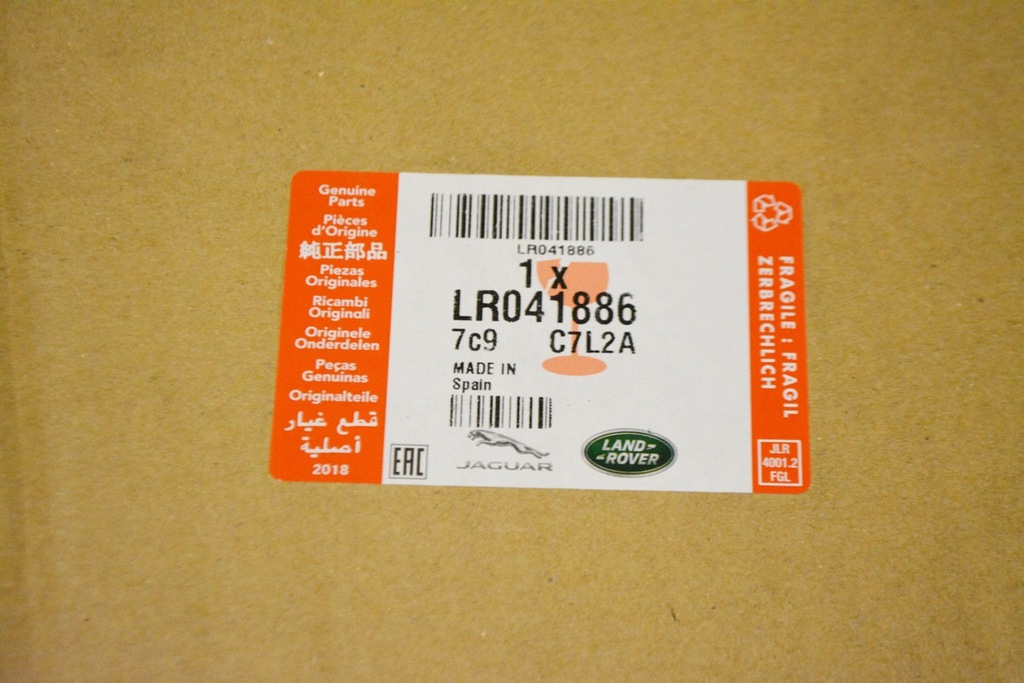 Genuine
Parts
Pièces
d'Origine
純正部品
Piezas
Originales
Ricambi
Originali
Originele
Onderdelen
Peças
Genuinas
Originalteile
قطع غيار
أصلية
2018
LR041886
1 x
LR041886
7c9 C7L2A
MADE IN
Spain
EAC
JAGUAR
LAND-
-ROVER
FRAGILE : FRAGIL
ZERBRECHLICH
JLR
4001.2
FGL